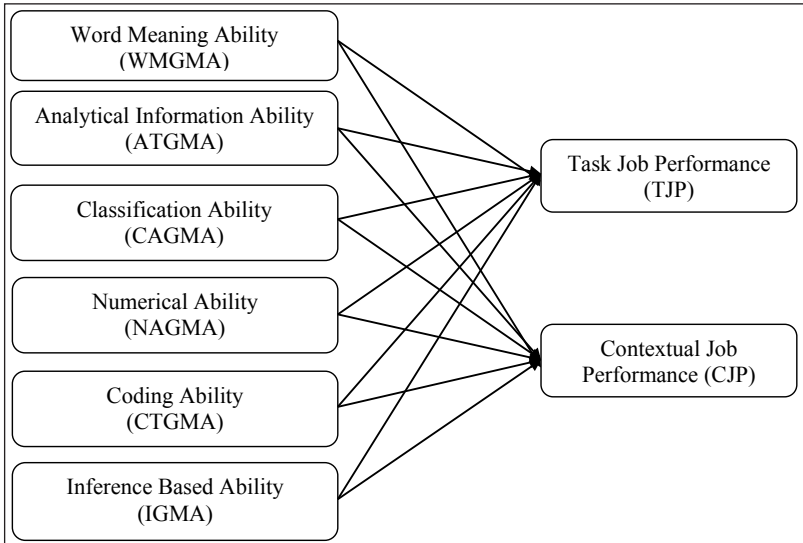 Word Meaning Ability
(WMGMA)
Analytical Information Ability
(ATGMA)
Classification Ability
(CAGMA)
Numerical Ability
(NAGMA)
Coding Ability
(CTGMA)
Inference Based Ability
(IGMA)
Task Job Performance
(TJP)
Contextual Job
Performance (CJP)